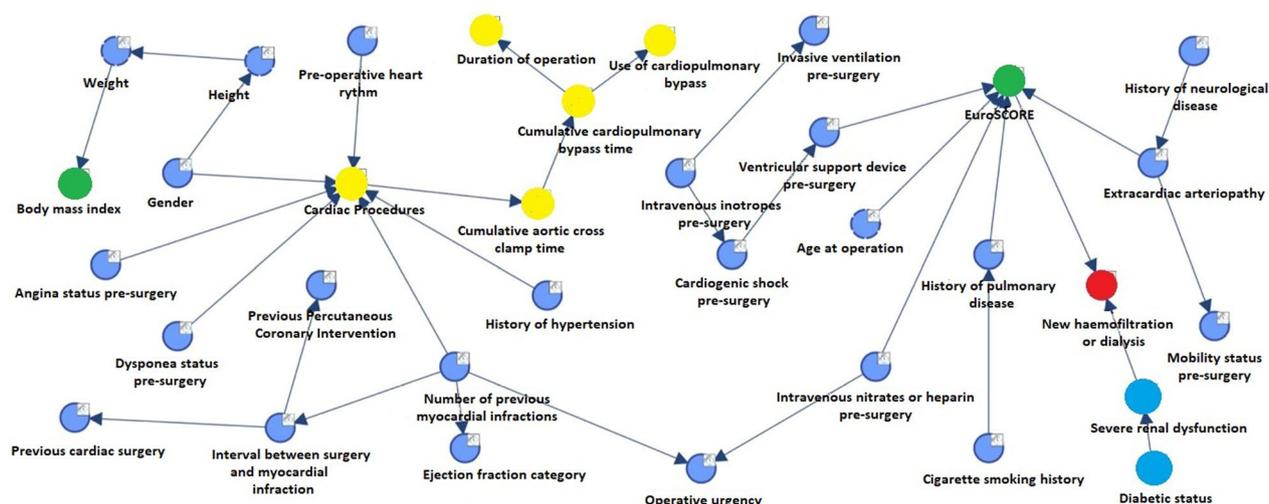 Duration of operation
Use of cardiopulmonary
bypass
Invasive ventilation
pre-surgery
Weight
Height
Pre-operative heart
rythm
EuroSCORE
History of neurological
disease
Cumulative cardiopulmonary
bypass time
Ventricular support device
pre-surgery
Body mass index
Gender
Cardiac Procedures
Intravenous inotropes
pre-surgery
Extracardiac arteriopathy
Cumulative aortic cross
clamp time
Age at operation
Angina status pre-surgery
Cardiogenic shock
pre-surgery
History of pulmonary
disease
Previous Percutaneous
Coronary Intervention
History of hypertension
New haemofiltration
or dialysis
Dysponea status
pre-surgery
Mobility status
pre-surgery
Number of previous
myocardial infractions
Intravenous nitrates or heparin
pre-surgery
Severe renal dysfunction
Previous cardiac surgery
Interval between surgery
and myocardial
infraction
Ejection fraction category
Cigarette smoking history
Operative urgency
Diabetic status